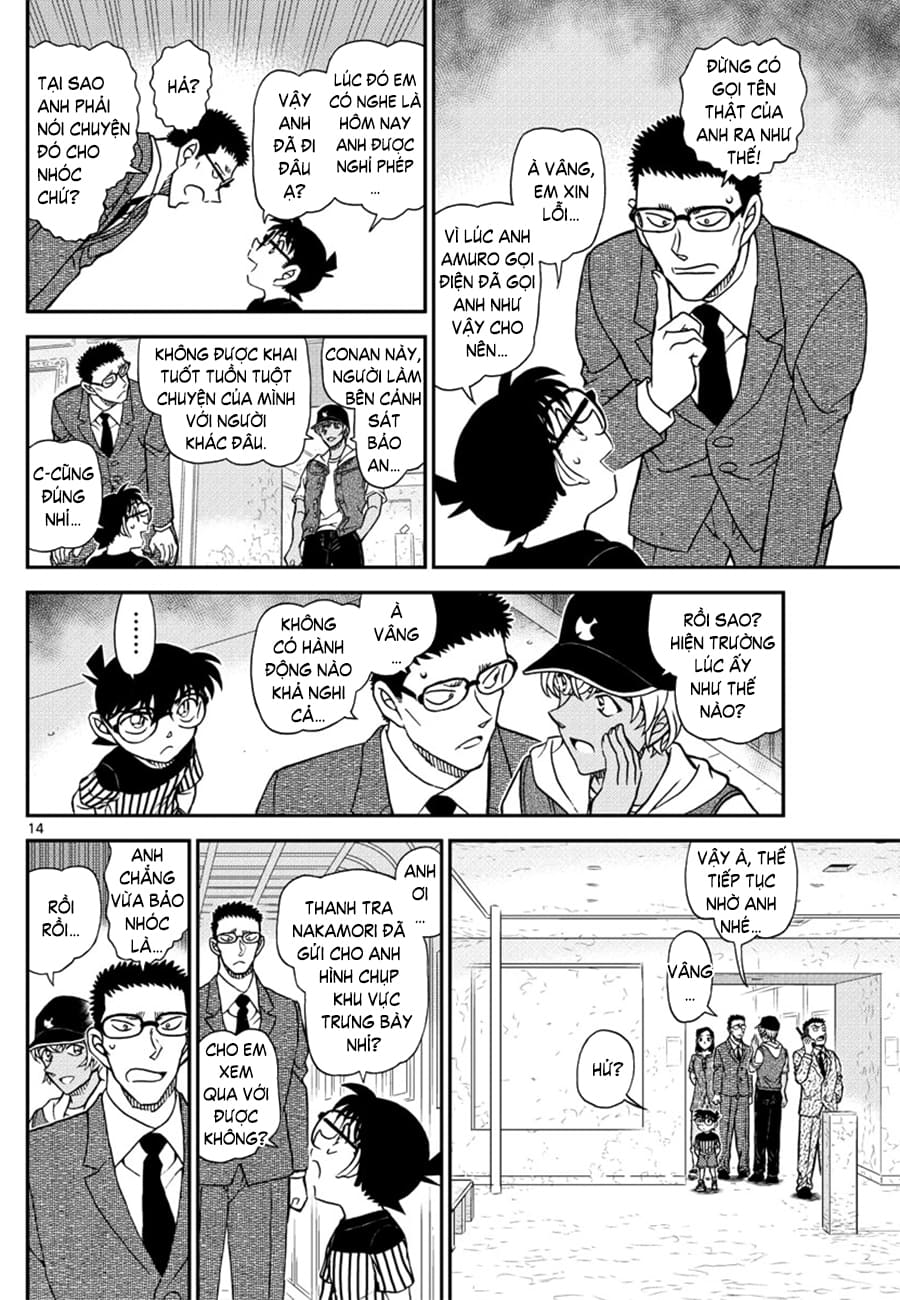 ĐỪNG CÓ
GỌI TÊN
THẬT CỦA
ANH RA NHƯ
THẾ!
À VÂNG,
EM XIN
LỖI...
VÌ LÚC ANH
AMURO GỌI
ĐIỆN ĐÃ GỌI
ANH NHƯ
VẬY CHO
NÊN...
LÚC ĐÓ EM
CÓ NGHE LÀ
HÔM NAY
ANH ĐƯỢC
NGHỈ PHÉP
...
VẬY
ANH
ĐÃ ĐI
ĐÂU
Ạ?
HẢ?
TẠI SAO
ANH PHẢI
NÓI CHUYỆN
ĐÓ CHO
NHÓC
CHỨ?
CONAN NÀY,
NGƯỜI LÀM
BÊN CẢNH
SÁT
BẢO
AN...
KHÔNG ĐƯỢC KHAI
TUỐT TUỒN TUỘT
CHUYỆN CỦA MÌNH
VỚI NGƯỜI
KHÁC ĐÂU.
C-CŨNG
ĐÚNG
NHỈ...
RỒI SAO?
HIỆN TRƯỜNG
LÚC ẤY
NHƯ THẾ
NÀO?
À
VÂNG
...
KHÔNG
CÓ HÀNH
ĐỘNG NÀO
KHẢ NGHI
CẢ...
......
14
VẬY À, THẾ
TIẾP TỤC
NHỜ ANH
NHÉ.
VÂNG
...
HỬ?
ANH
ƠI
...
THANH TRA
NAKAMORI ĐÃ
GỬI CHO ANH
HÌNH CHỤP
KHU VỰC
TRƯNG BÀY
NHỈ?
CHO EM
XEM
QUA VỚI
ĐƯỢC
KHÔNG?
ANH
CHẲNG
VỪA BẢO
NHÓC
LÀ...
RỒI
RỒI...